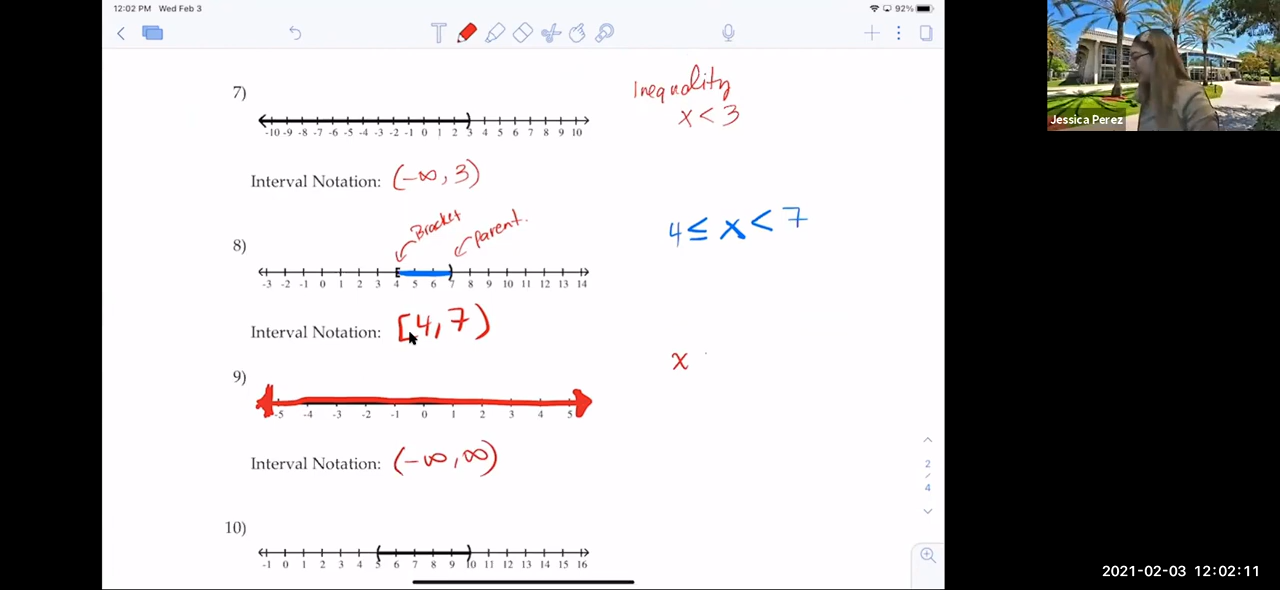 12:02 PM Wed Feb 3
92%
T
Inequality
x < 3
7)
-10 -9 -8 -7 -6 -5 -4 -3 -2 -1 0 1 2 3 4 5 6 7 8 9 10
Interval Notation: (-∞, 3)
Bracket
parent.
4 ≤ x < 7
8)
-3 -2 -1 0 1 2 3 4 5 6 7 8 9 10 11 12 13 14
Interval Notation: [4, 7)
x
9)
-5 -4 -3 -2 -1 0 1 2 3 4 5
Interval Notation: (-∞, ∞)
2
/
4
10)
-1 0 1 2 3 4 5 6 7 8 9 10 11 12 13 14 15 16
Jessica Perez
2021-02-03 12:02:11